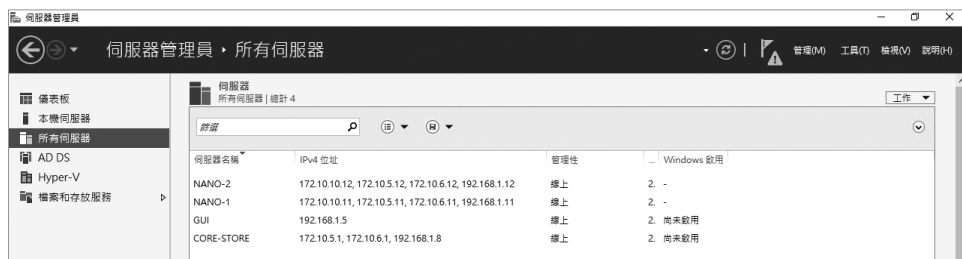 伺服器管理員
伺服器管理員 ‧ 所有伺服器
管理(M) 工具(T) 檢視(V) 說明(H)
儀表板
本機伺服器
所有伺服器
AD DS
Hyper-V
檔案和存放服務
伺服器
所有伺服器 | 總計 4
工作
篩選
伺服器名稱 IPv4 位址 管理性 ... Windows 啟用
NANO-2 172.10.10.12, 172.10.5.12, 172.10.6.12, 192.168.1.12 線上 2. -
NANO-1 172.10.10.11, 172.10.5.11, 172.10.6.11, 192.168.1.11 線上 2. -
GUI 192.168.1.5 線上 2. 尚未啟用
CORE-STORE 172.10.5.1, 172.10.6.1, 192.168.1.8 線上 2. 尚未啟用